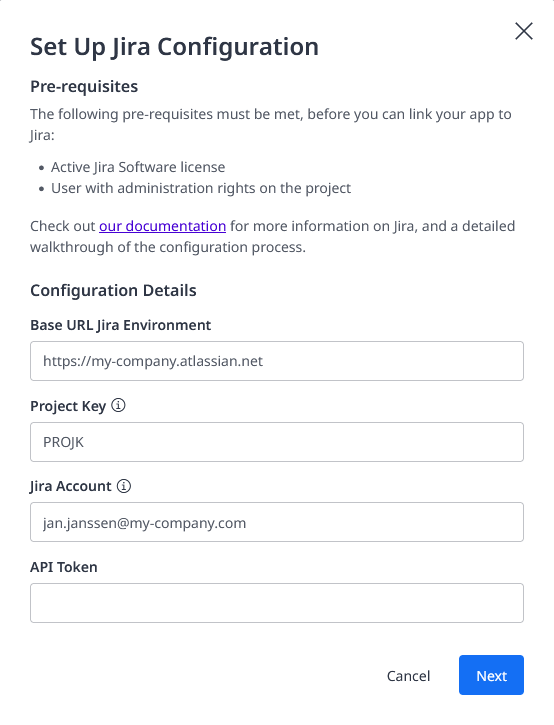 Set Up Jira Configuration
Pre-requisites
The following pre-requisites must be met, before you can link your app to
Jira:
• Active Jira Software license
• User with administration rights on the project
Check out our documentation for more information on Jira, and a detailed
walkthrough of the configuration process.
Configuration Details
Base URL Jira Environment
https://my-company.atlassian.net
Project Key
PROJK
Jira Account
jan.janssen@my-company.com
API Token
Cancel
Next